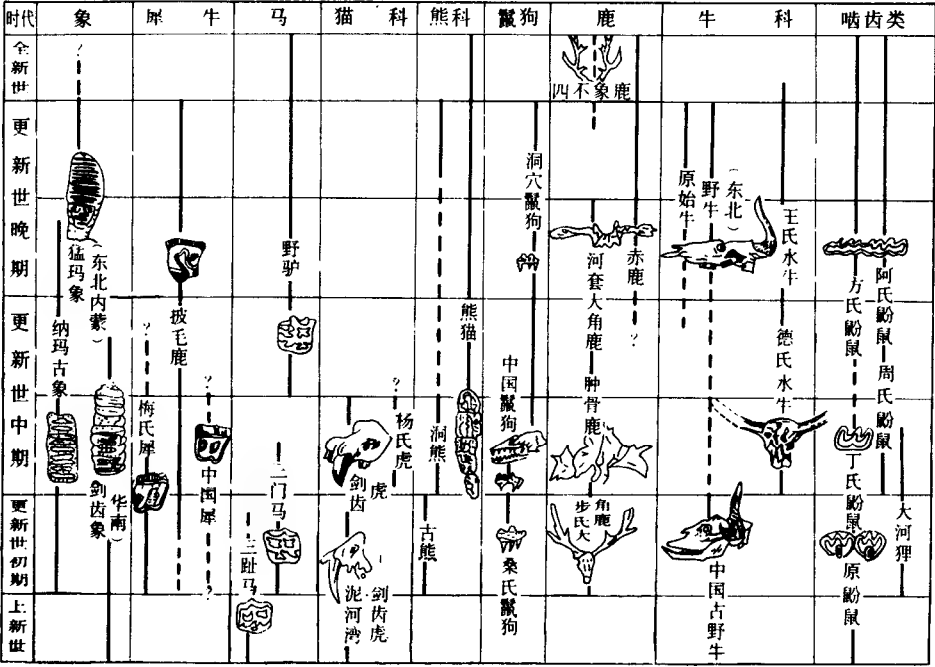 时代 象 犀牛 马 猫科 熊科 鬣狗 鹿 牛科 啮齿类
全新世
更新世晚期
更新世中期
更新世初期
上新世
?
猛玛象
(东北内蒙)
纳玛古象
剑齿象
华南)
披毛鹿
?
梅氏犀
?
中国犀
?
野驴
三门马
三趾马
?
杨氏虎
剑齿
虎
泥河湾
剑齿虎
熊猫
洞熊
古熊
洞穴鬣狗
中国鬣狗
桑氏鬣狗
四不象鹿
河套大角鹿
赤鹿
?
肿骨鹿
步氏大
角鹿
原始牛
野牛
(东北)
王氏水牛
德氏水牛
中国古野牛
方氏鼢鼠
阿氏鼢鼠
周氏鼢鼠
丁氏鼢鼠
原鼢鼠
大河狸